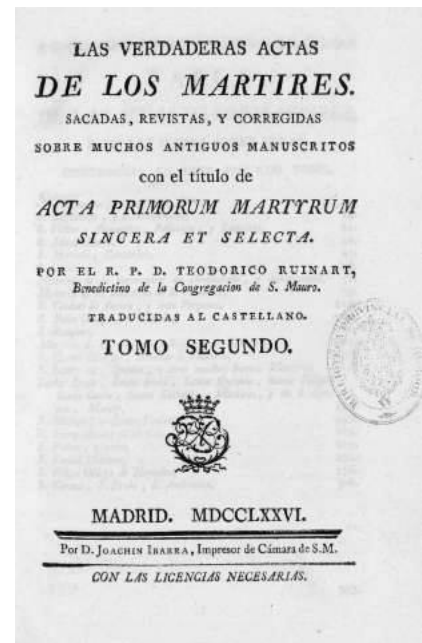 LAS VERDADERAS ACTAS
DE LOS MARTIRES.
SACADAS, REVISTAS, Y CORREGIDAS
SOBRE MUCHOS ANTIGUOS MANUSCRITOS
con el título de
ACTA PRIMORUM MARTYRUM
SINCERA ET SELECTA.
POR EL R. P. D. TEODORICO RUINART,
Benedictino de la Congregacion de S. Mauro.
TRADUCIDAS AL CASTELLANO.
TOMO SEGUNDO.
MADRID. MDCCLXXVI.
Por D. JOACHIN IBARRA, Impresor de Cámara de S.M.
CON LAS LICENCIAS NECESARIAS.